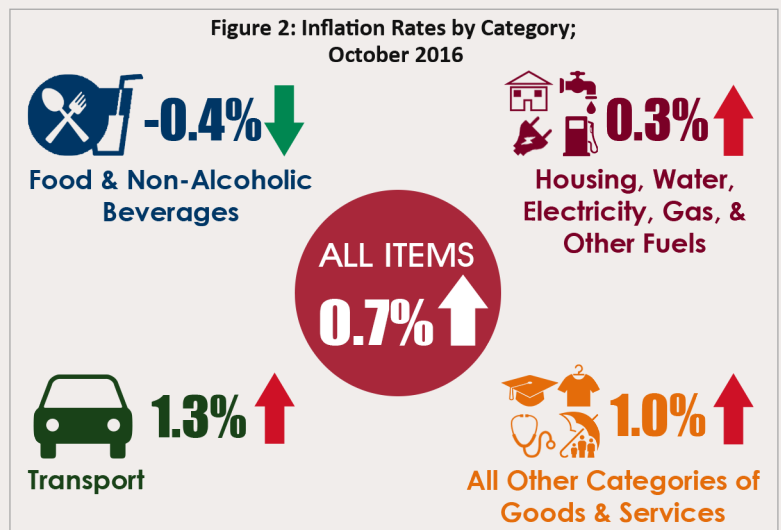 Figure 2: Inflation Rates by Category;
October 2016
-0.4%
Food & Non-Alcoholic
Beverages
0.3%
Housing, Water,
Electricity, Gas, &
Other Fuels
ALL ITEMS
0.7%
1.3%
Transport
1.0%
All Other Categories of
Goods & Services